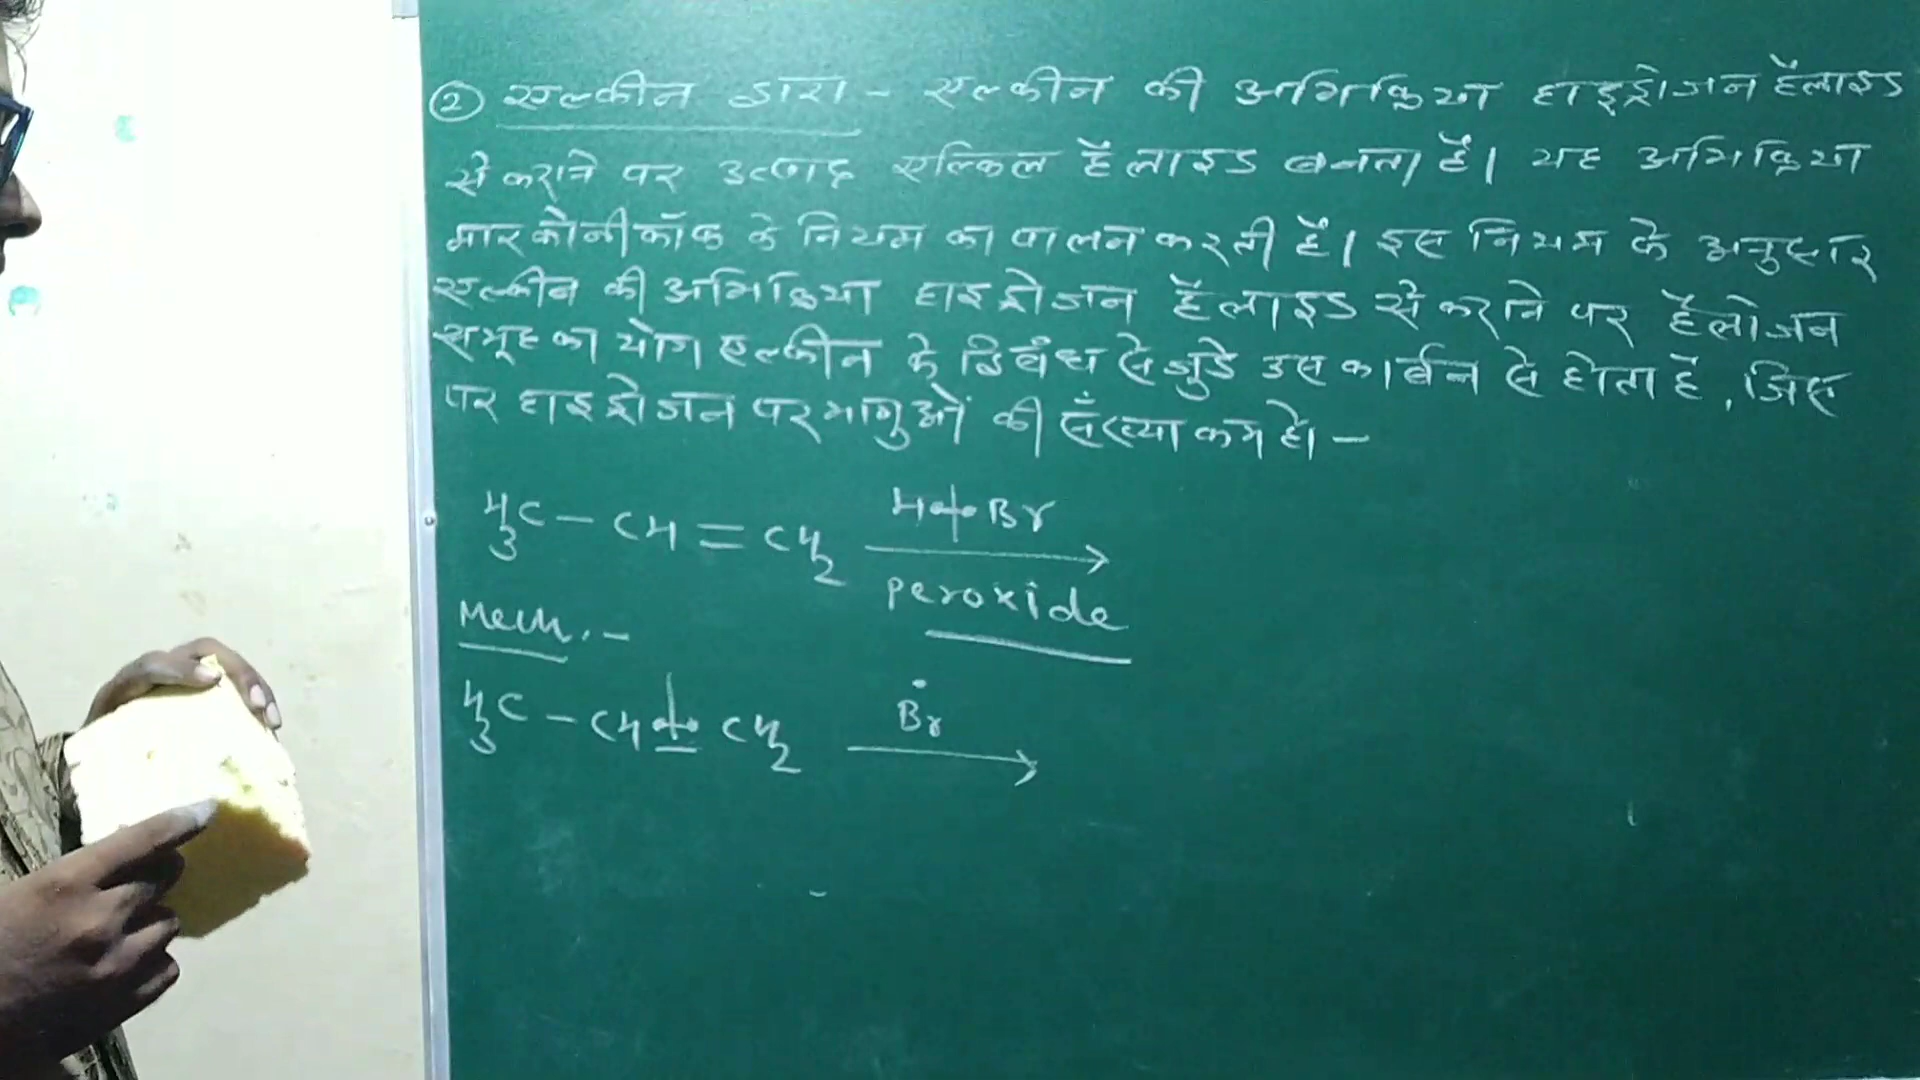 ② एल्कीन द्वारा - एल्कीन की अभिक्रिया हाइड्रोजन हैलाइड
से कराने पर उत्पाद एल्किल हैलाइड बनता है। यह अभिक्रिया
मारकोनीकॉफ के नियम का पालन करती है। इस नियम के अनुसार
एल्कीन की अभिक्रिया हाइड्रोजन हैलाइड से कराने पर हैलोजन
समूह का योग एल्कीन के द्विबंध से जुडे उस कार्बन से होता है, जिस
पर हाइड्रोजन परमाणुओं की सँख्या कम हो -
H₃C - CH = CH₂ H Br
peroxide
Mech. -
H₃C - CH CH₂ Ḃr